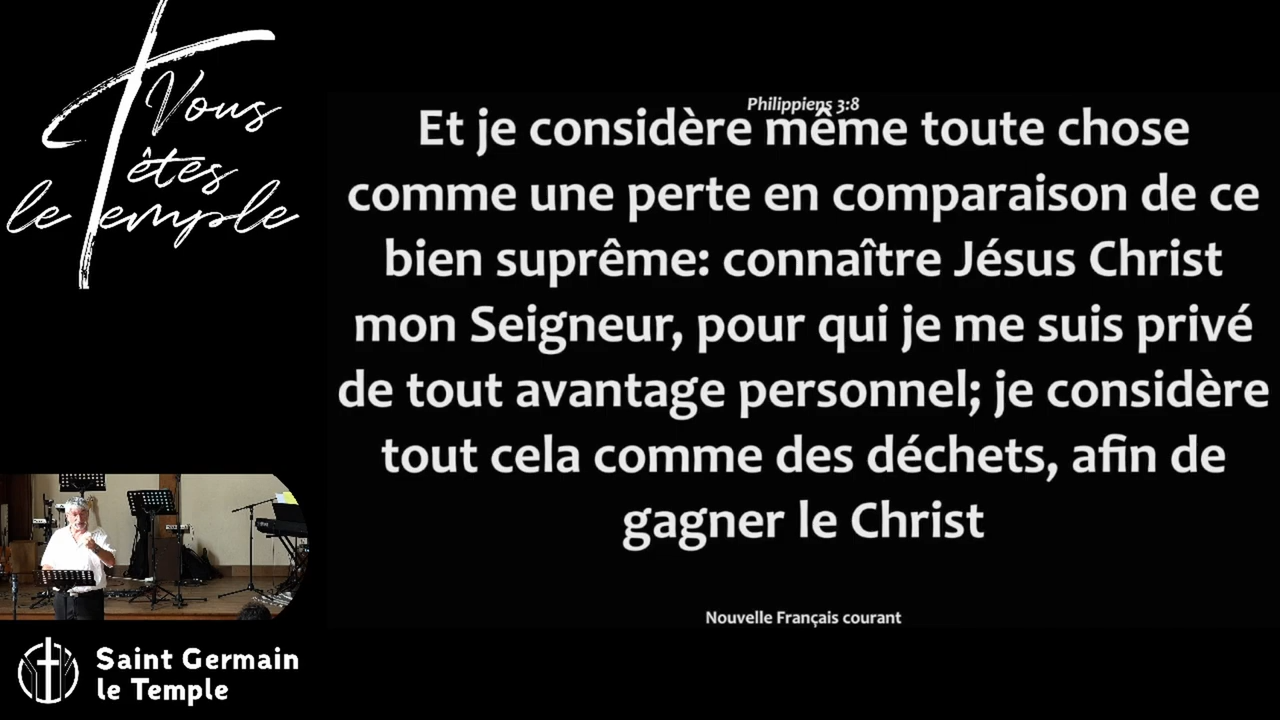 Vous
êtes
le Temple
Philippiens 3:8
Et je considère même toute chose
comme une perte en comparaison de ce
bien suprême: connaître Jésus Christ
mon Seigneur, pour qui je me suis privé
de tout avantage personnel; je considère
tout cela comme des déchets, afin de
gagner le Christ
Nouvelle Français courant
Saint Germain
le Temple